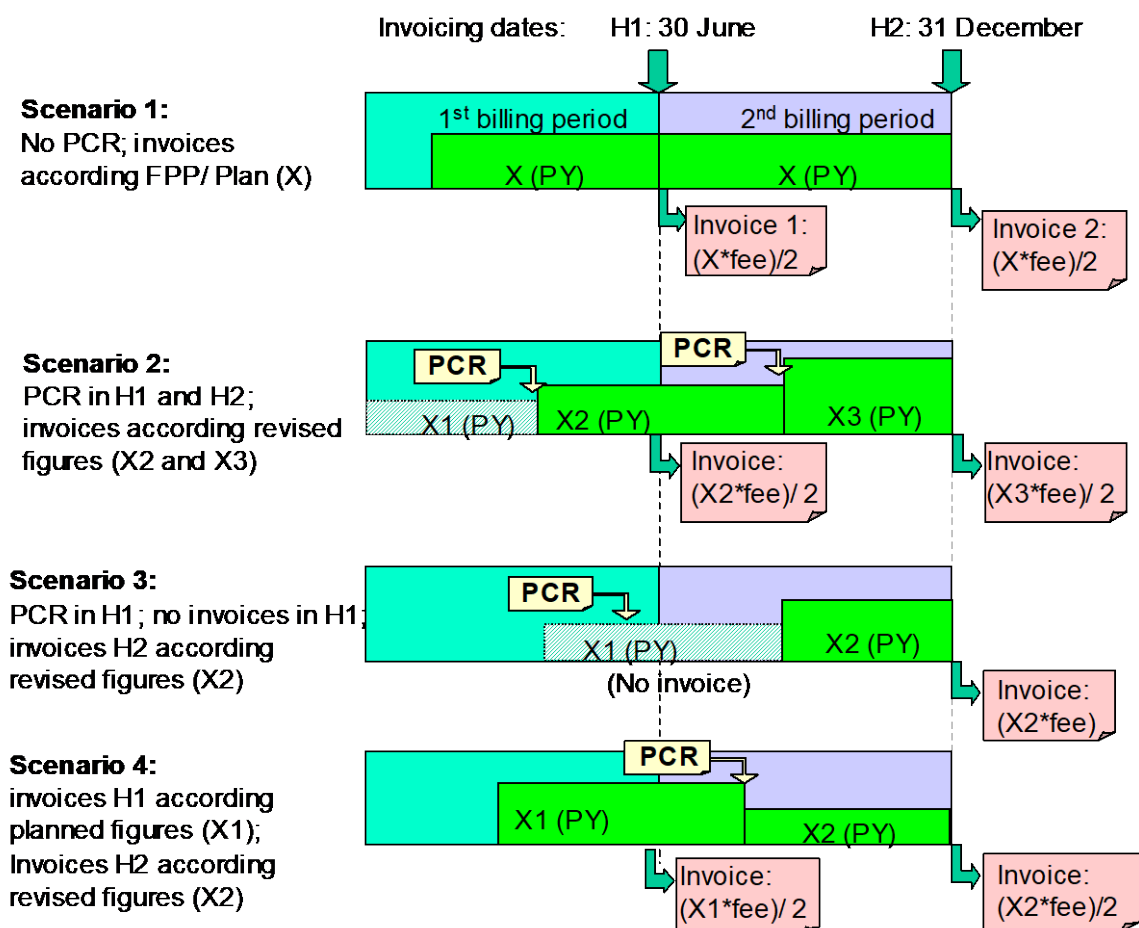 Invoicing dates: H1: 30 June H2: 31 December
Scenario 1:
No PCR; invoices
according FPP/ Plan (X)
1st billing period 2nd billing period
X (PY) X (PY)
Invoice 1:
(X*fee)/2
Invoice 2:
(X*fee)/2
Scenario 2:
PCR in H1 and H2;
invoices according revised
figures (X2 and X3)
PCR PCR
X1 (PY) X2 (PY) X3 (PY)
Invoice:
(X2*fee)/ 2
Invoice:
(X3*fee)/ 2
Scenario 3:
PCR in H1; no invoices in H1;
invoices H2 according
revised figures (X2)
PCR
X1 (PY) X2 (PY)
(No invoice)
Invoice:
(X2*fee)
Scenario 4:
invoices H1 according
planned figures (X1);
Invoices H2 according
revised figures (X2)
PCR
X1 (PY) X2 (PY)
Invoice:
(X1*fee)/ 2
Invoice:
(X2*fee)/2